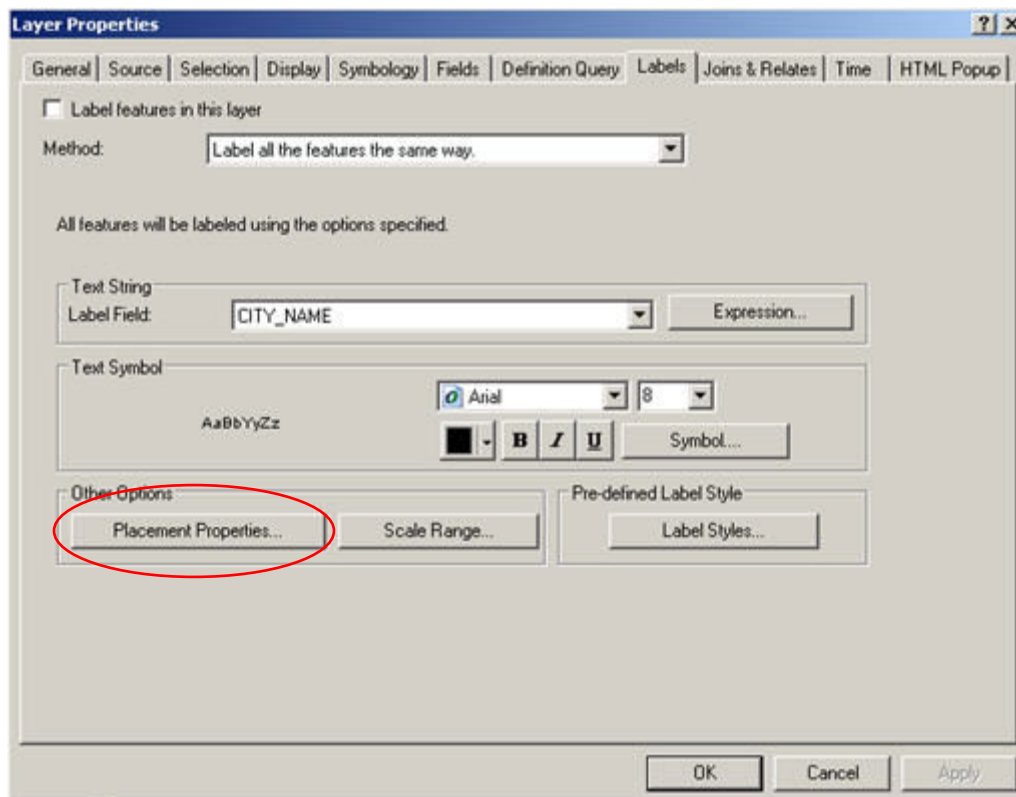 Layer Properties
General Source Selection Display Symbology Fields Definition Query Labels Joins & Relates Time HTML Popup
Label features in this layer
Method: Label all the features the same way.
All features will be labeled using the options specified.
Text String
Label Field: CITY_NAME Expression...
Text Symbol
AaBbYyZz
Arial 8
B I U Symbol...
Other Options Pre-defined Label Style
Placement Properties... Scale Range... Label Styles...
OK Cancel Apply